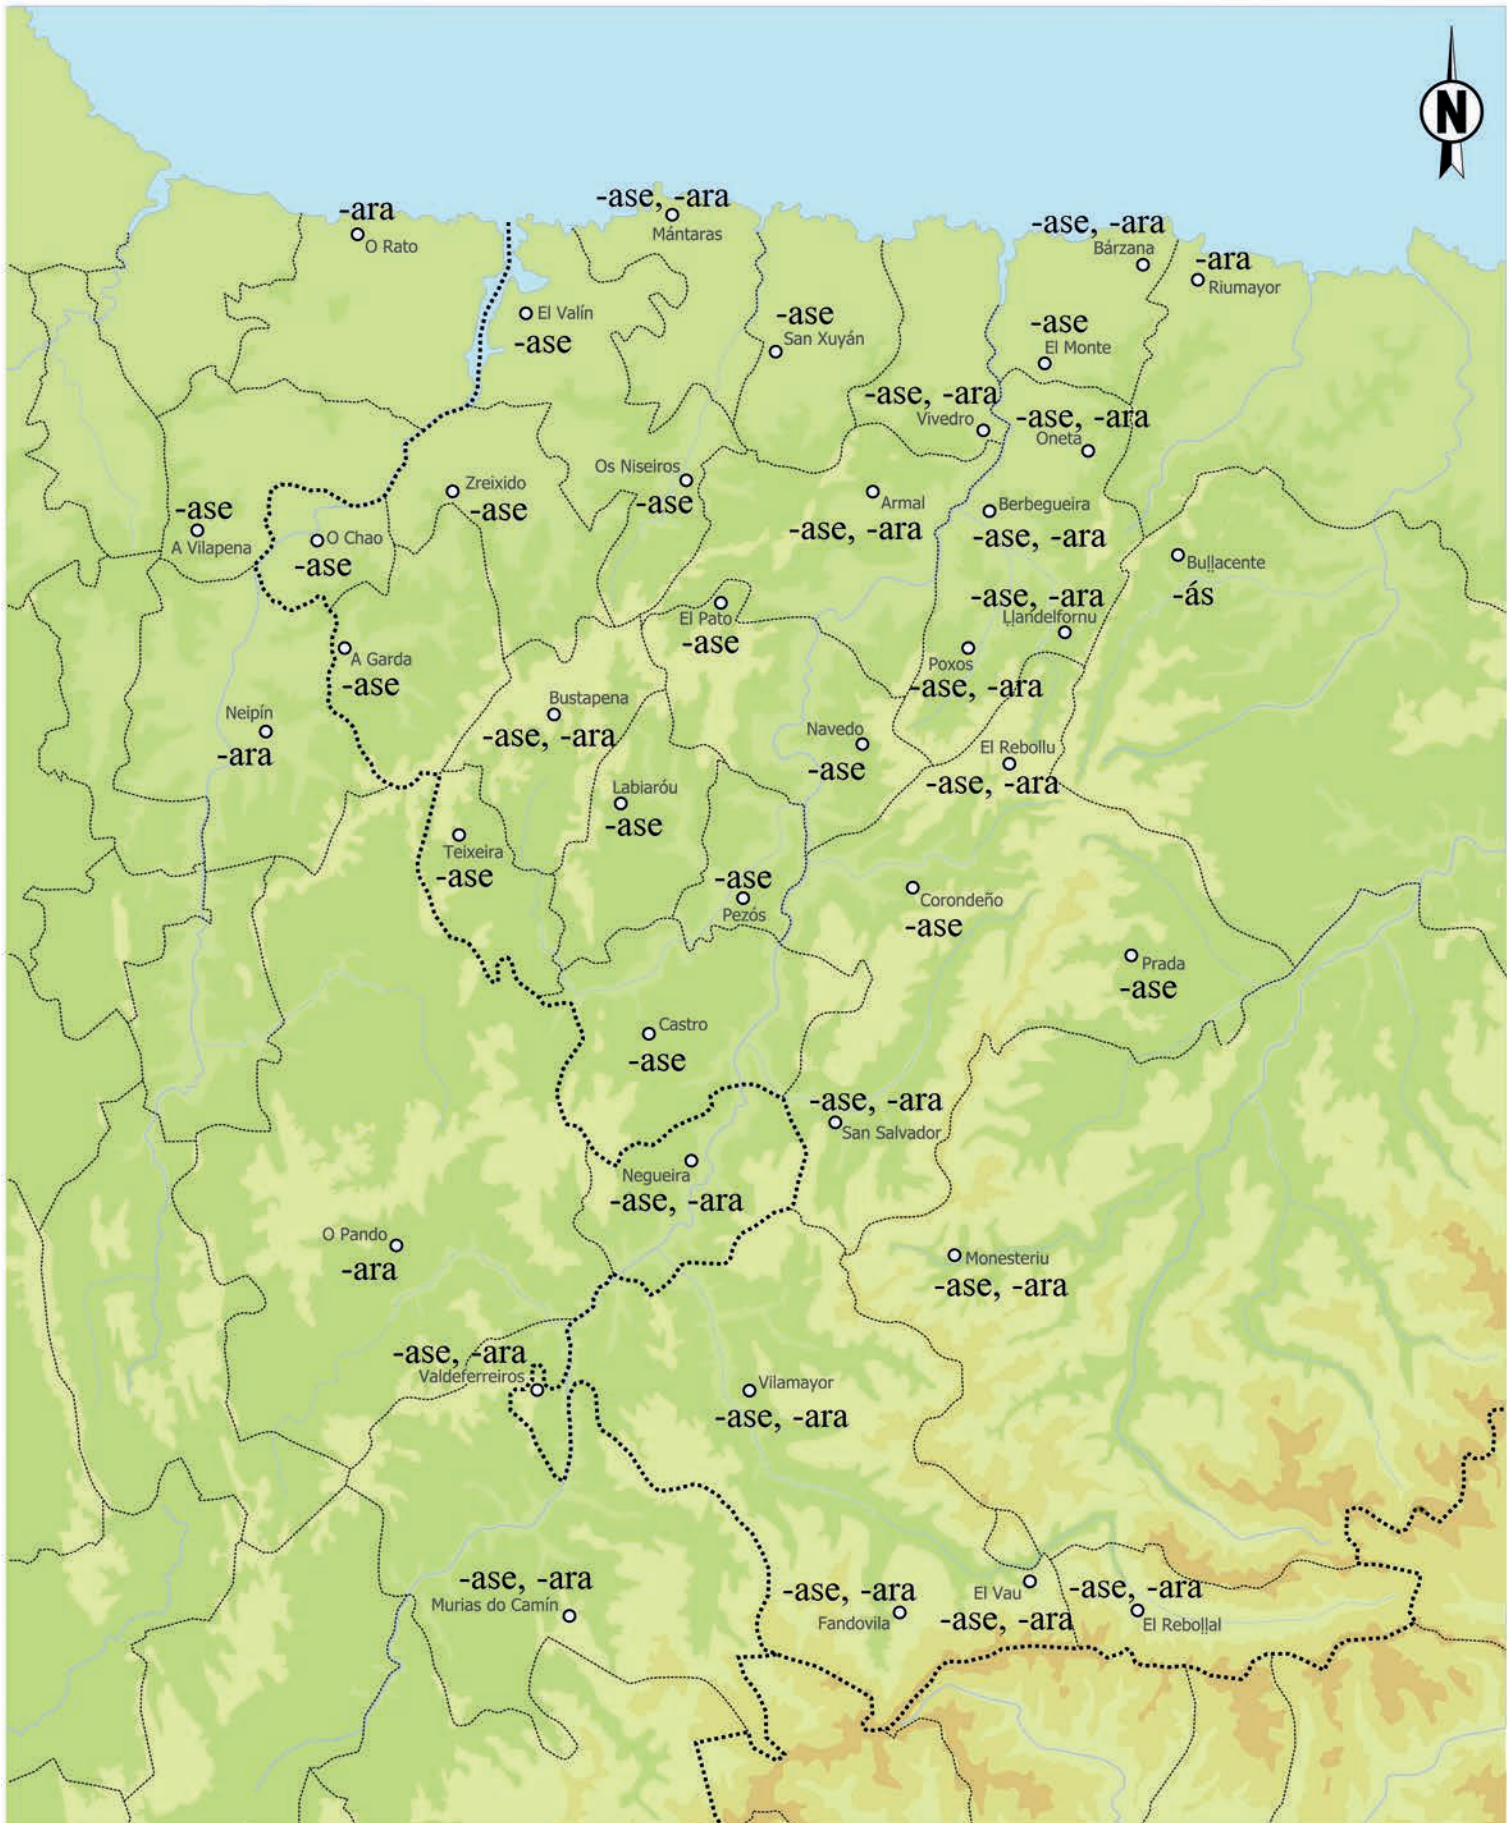 N
-ase, -ara
Mántaras
-ara
O Rato
-ase, -ara
Bárzana
-ara
Riumayor
El Valín
-ase
-ase
San Xuyán
-ase
El Monte
-ase, -ara
Vivedro
-ase, -ara
Oneta
Os Niseiros
-ase
Zreixido
-ase
Armal
-ase, -ara
Berbegueira
-ase, -ara
-ase
A Vilapena
O Chao
-ase
Buḷḷacente
-ás
-ase, -ara
Ḷḷandelfornu
El Pato
-ase
A Garda
-ase
Poxos
-ase, -ara
Bustapena
-ase, -ara
Neipín
-ara
Navedo
-ase
El Rebollu
-ase, -ara
Labiaróu
-ase
Teixeira
-ase
-ase
Pezós
Corondeño
-ase
Prada
-ase
Castro
-ase
-ase, -ara
San Salvador
Negueira
-ase, -ara
O Pando
-ara
Monesteriu
-ase, -ara
-ase, -ara
Valdeferreiros
Vilamayor
-ase, -ara
-ase, -ara
Murias do Camín
-ase, -ara
Fandovila
El Vau
-ase, -ara
-ase, -ara
El Reboḷḷal